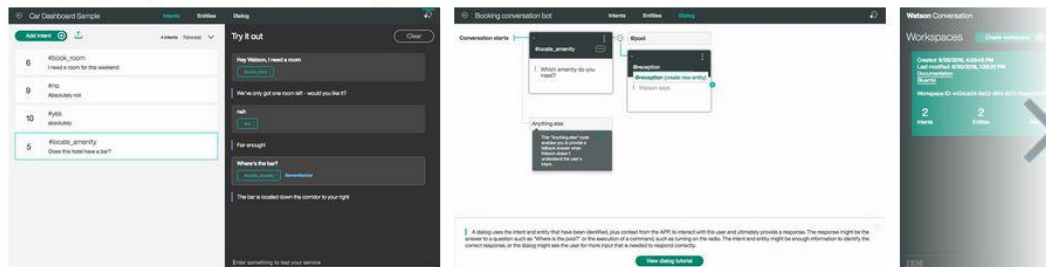 Car Dashboard Sample
Intents
Entities
Dialog
Add intent
4 intents
Newest
6
#book_room
I need a room for this weekend
9
#no
Absolutely not
10
#yes
absolutely
5
#locate_amenity
Does this hotel have a bar?
Try it out
Clear
Hey Watson, I need a room
#book_room
We've only got one room left - would you like it?
nah
#no
Fair enough!
Where's the bar?
#locate_amenity
The bar is located down the corridor to your right
Enter something to test your service
Booking conversation bot
Intents
Entities
Dialog
Conversation starts
#locate_amenity
Which amenity do you
need?
@pool
@reception
@reception (create new entity)
Watson says
Anything else
This "Anything else" node
enables you to provide a
fallback answer when
Watson doesn't
understand the user's
intent.
A dialog uses the intent and entity that have been identified, plus context from the APP, to interact with the user and ultimately provide a response. The response might be the
answer to a question such as "Where is the pool?" or the execution of a command, such as turning on the radio. The intent and entity might be enough information to identify the
correct response, or the dialog might ask the user for more input that is needed to respond correctly.
View dialog tutorial
Watson Conversation
Workspaces
Create workspace
Documentation
Bluemix
Workspace ID:
2
Intents
2
Entities
IBM